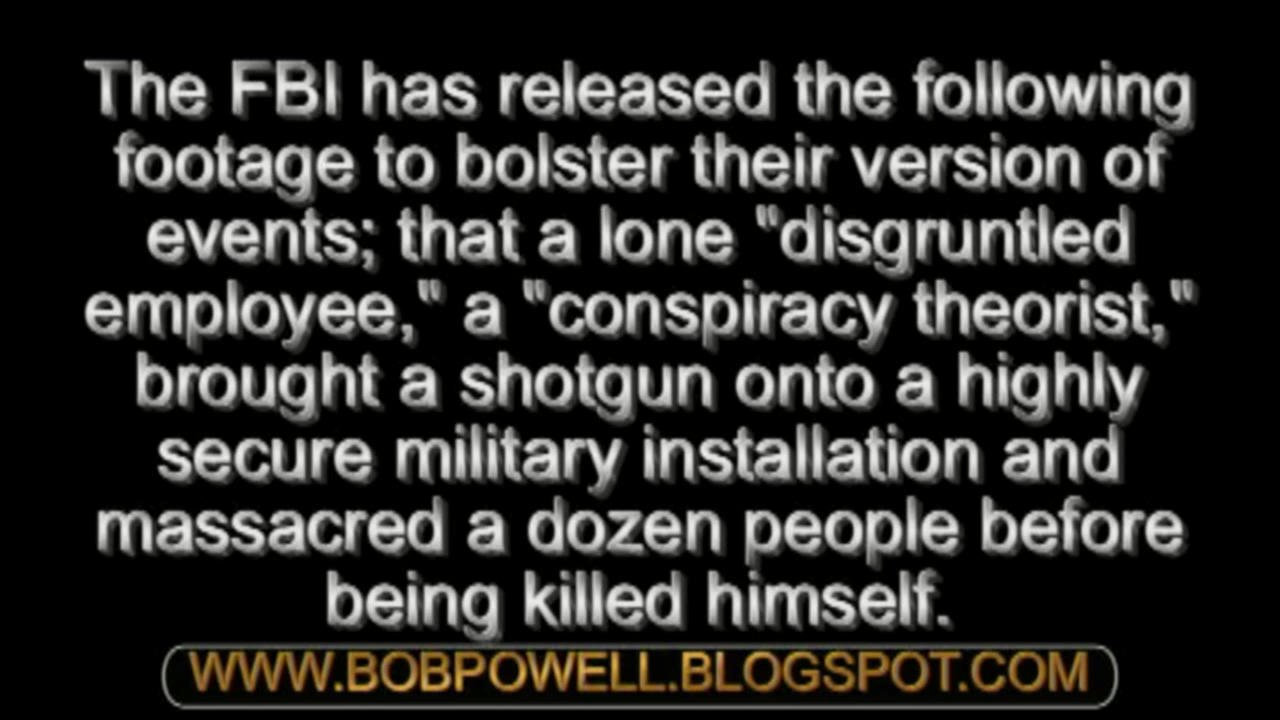 The FBI has released the following
footage to bolster their version of
events; that a lone "disgruntled
employee," a "conspiracy theorist,"
brought a shotgun onto a highly
secure military installation and
massacred a dozen people before
being killed himself.
WWW.BOBPOWELL.BLOGSPOT.COM